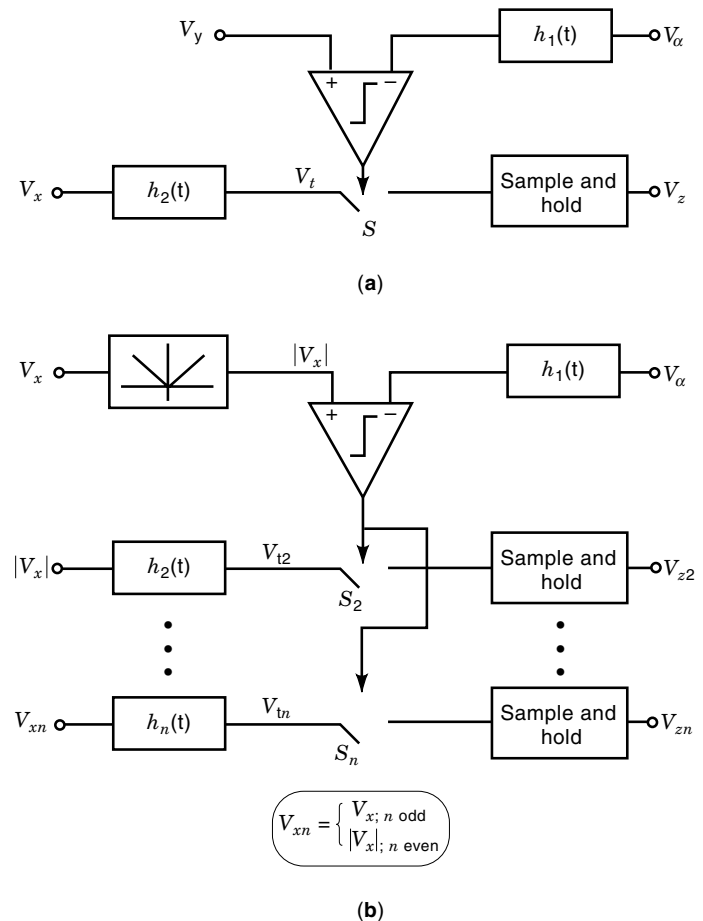 V_y
h_1(t)
V_α
+ −
V_x
h_2(t)
V_t
S
Sample and
hold
V_z
(a)
V_x
|V_x|
h_1(t)
V_α
+ −
|V_x|
h_2(t)
V_t2
S_2
Sample and
hold
V_z2
V_xn
h_n(t)
V_tn
S_n
Sample and
hold
V_zn
V_xn = { V_x; n odd
|V_x|; n even
(b)